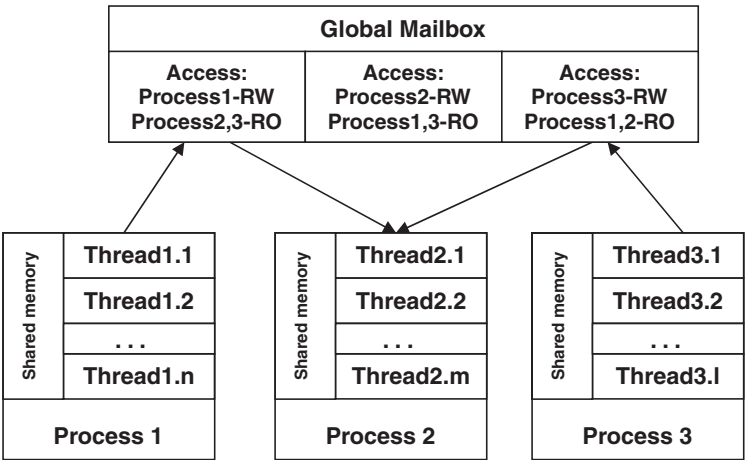 Global Mailbox
Access:
Process1-RW
Process2,3-RO
Access:
Process2-RW
Process1,3-RO
Access:
Process3-RW
Process1,2-RO
Shared memory
Thread1.1
Thread1.2
...
Thread1.n
Process 1
Shared memory
Thread2.1
Thread2.2
...
Thread2.m
Process 2
Shared memory
Thread3.1
Thread3.2
...
Thread3.l
Process 3